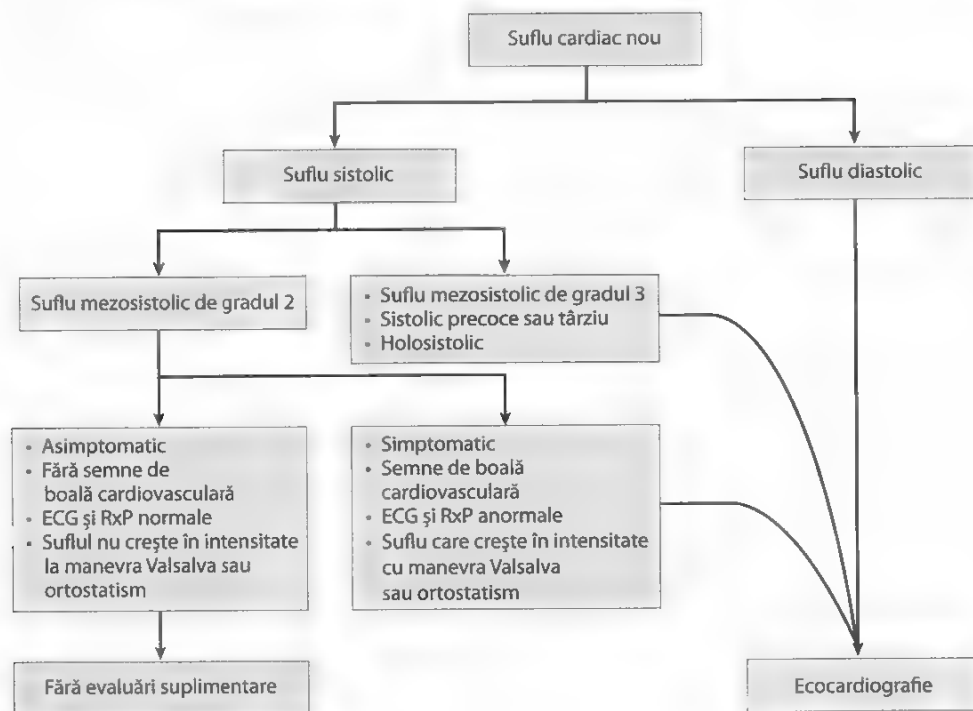 Suflu cardiac nou
Suflu sistolic
Suflu diastolic
Suflu mezosistolic de gradul 2
• Suflu mezosistolic de gradul 3
• Sistolic precoce sau târziu
• Holosistolic
• Asimptomatic
• Fără semne de
boală cardiovasculară
• ECG și RxP normale
• Suflul nu crește în intensitate
la manevra Valsalva sau
ortostatism
• Simptomatic
• Semne de boală
cardiovasculară
• ECG și RxP anormale
• Suflu care crește în intensitate
cu manevra Valsalva
sau ortostatism
Fără evaluări suplimentare
Ecocardiografie